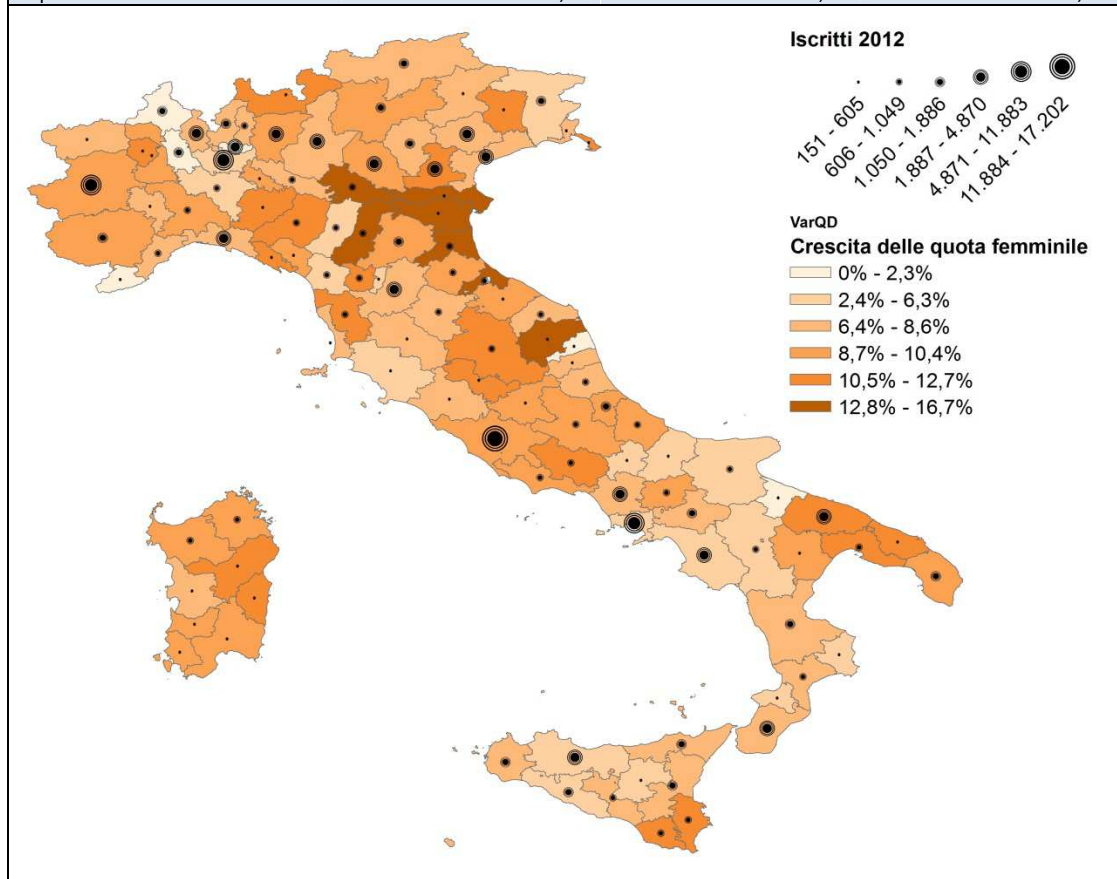 Iscritti 2012
151 - 605
606 - 1.049
1.050 - 1.886
1.887 - 4.870
4.871 - 11.883
11.884 - 17.202
VarQD
Crescita delle quota femminile
0% - 2,3%
2,4% - 6,3%
6,4% - 8,6%
8,7% - 10,4%
10,5% - 12,7%
12,8% - 16,7%